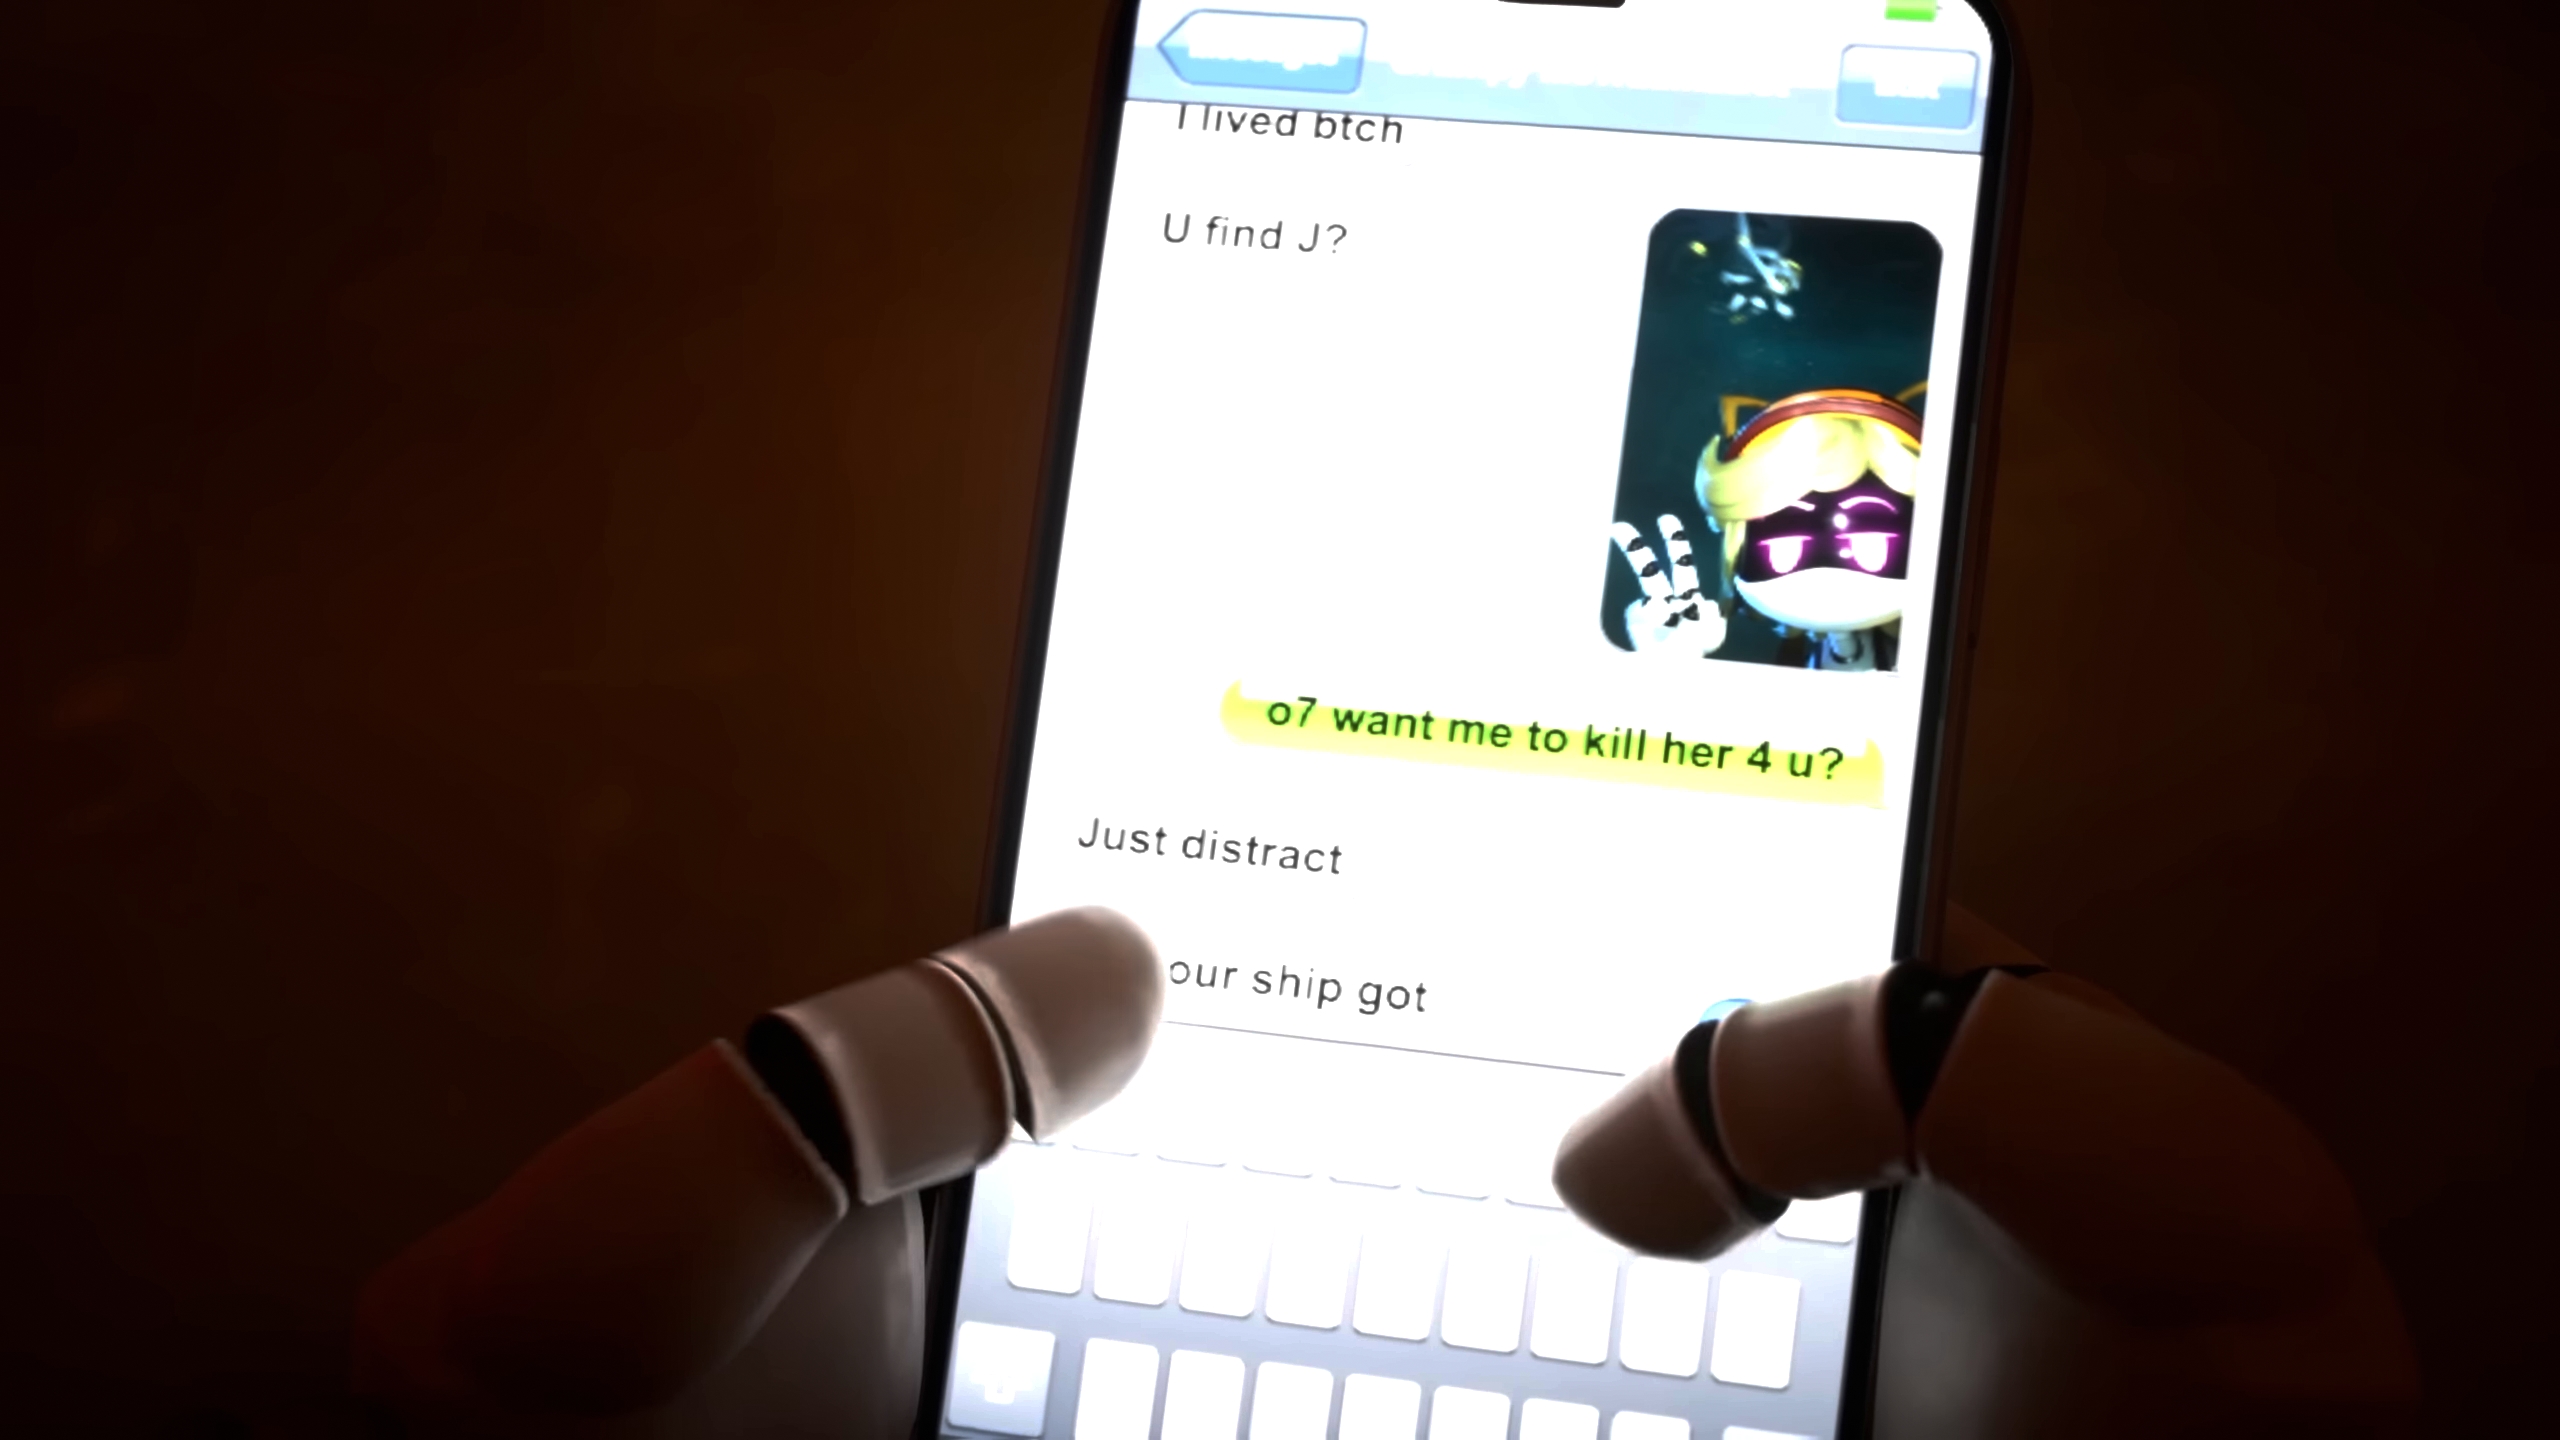 I lived btch
U find J?
o7 want me to kill her 4 u?
Just distract
our ship got